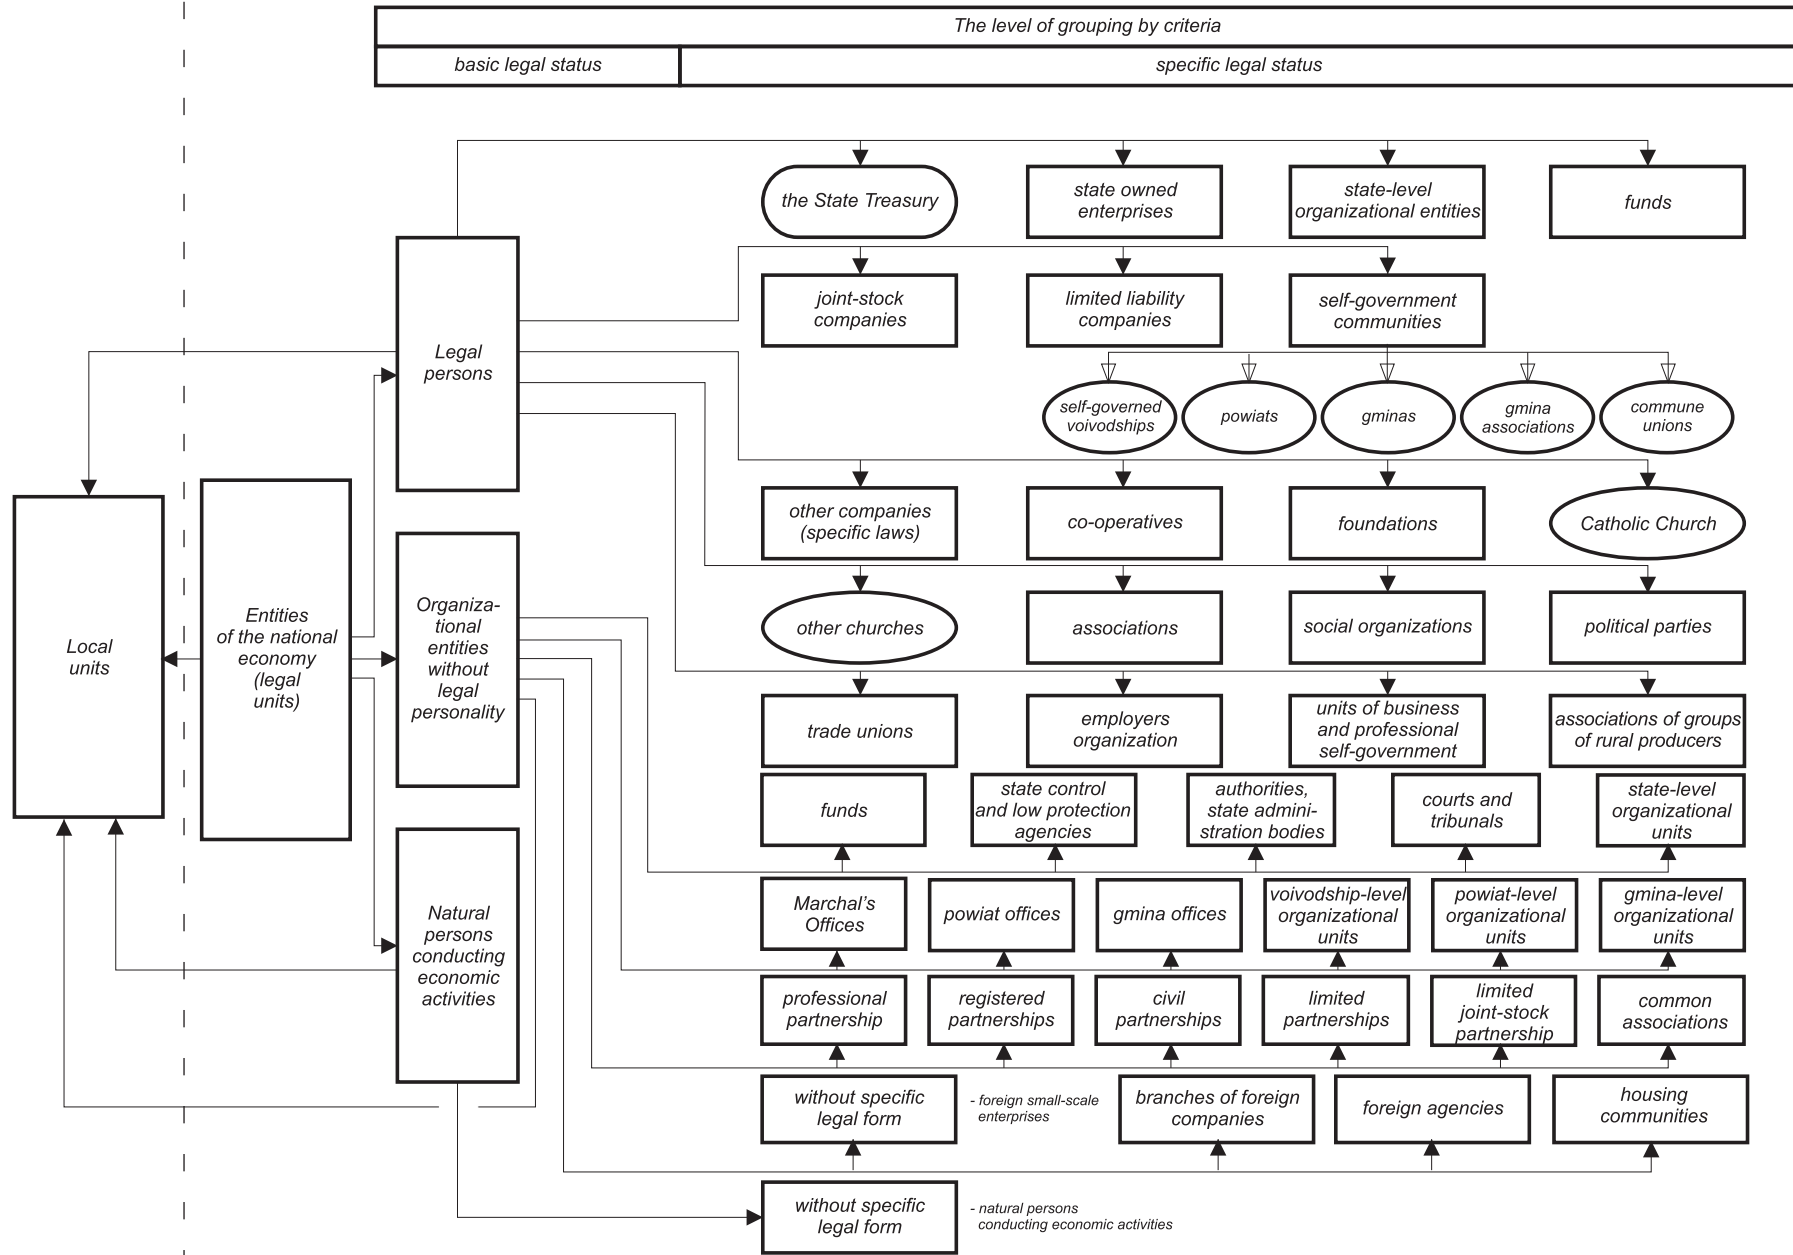 The level of grouping by criteria
basic legal status
specific legal status
the State Treasury
state owned
enterprises
state-level
organizational entities
funds
joint-stock
companies
limited liability
companies
self-government
communities
Legal
persons
self-governed
voivodships
powiats
gminas
gmina
associations
commune
unions
other companies
(specific laws)
co-operatives
foundations
Catholic Church
Local
units
Entities
of the national
economy
(legal
units)
Organiza-
tional
entities
without
legal
personality
other churches
associations
social organizations
political parties
trade unions
employers
organization
units of business
and professional
self-government
associations of groups
of rural producers
funds
state control
and low protection
agencies
authorities,
state admini-
stration bodies
courts and
tribunals
state-level
organizational
units
Natural
persons
conducting
economic
activities
Marchal's
Offices
powiat offices
gmina offices
voivodship-level
organizational
units
powiat-level
organizational
units
gmina-level
organizational
units
professional
partnership
registered
partnerships
civil
partnerships
limited
partnerships
limited
joint-stock
partnership
common
associations
without specific
legal form
- foreign small-scale
enterprises
branches of foreign
companies
foreign agencies
housing
communities
without specific
legal form
- natural persons
conducting economic activities